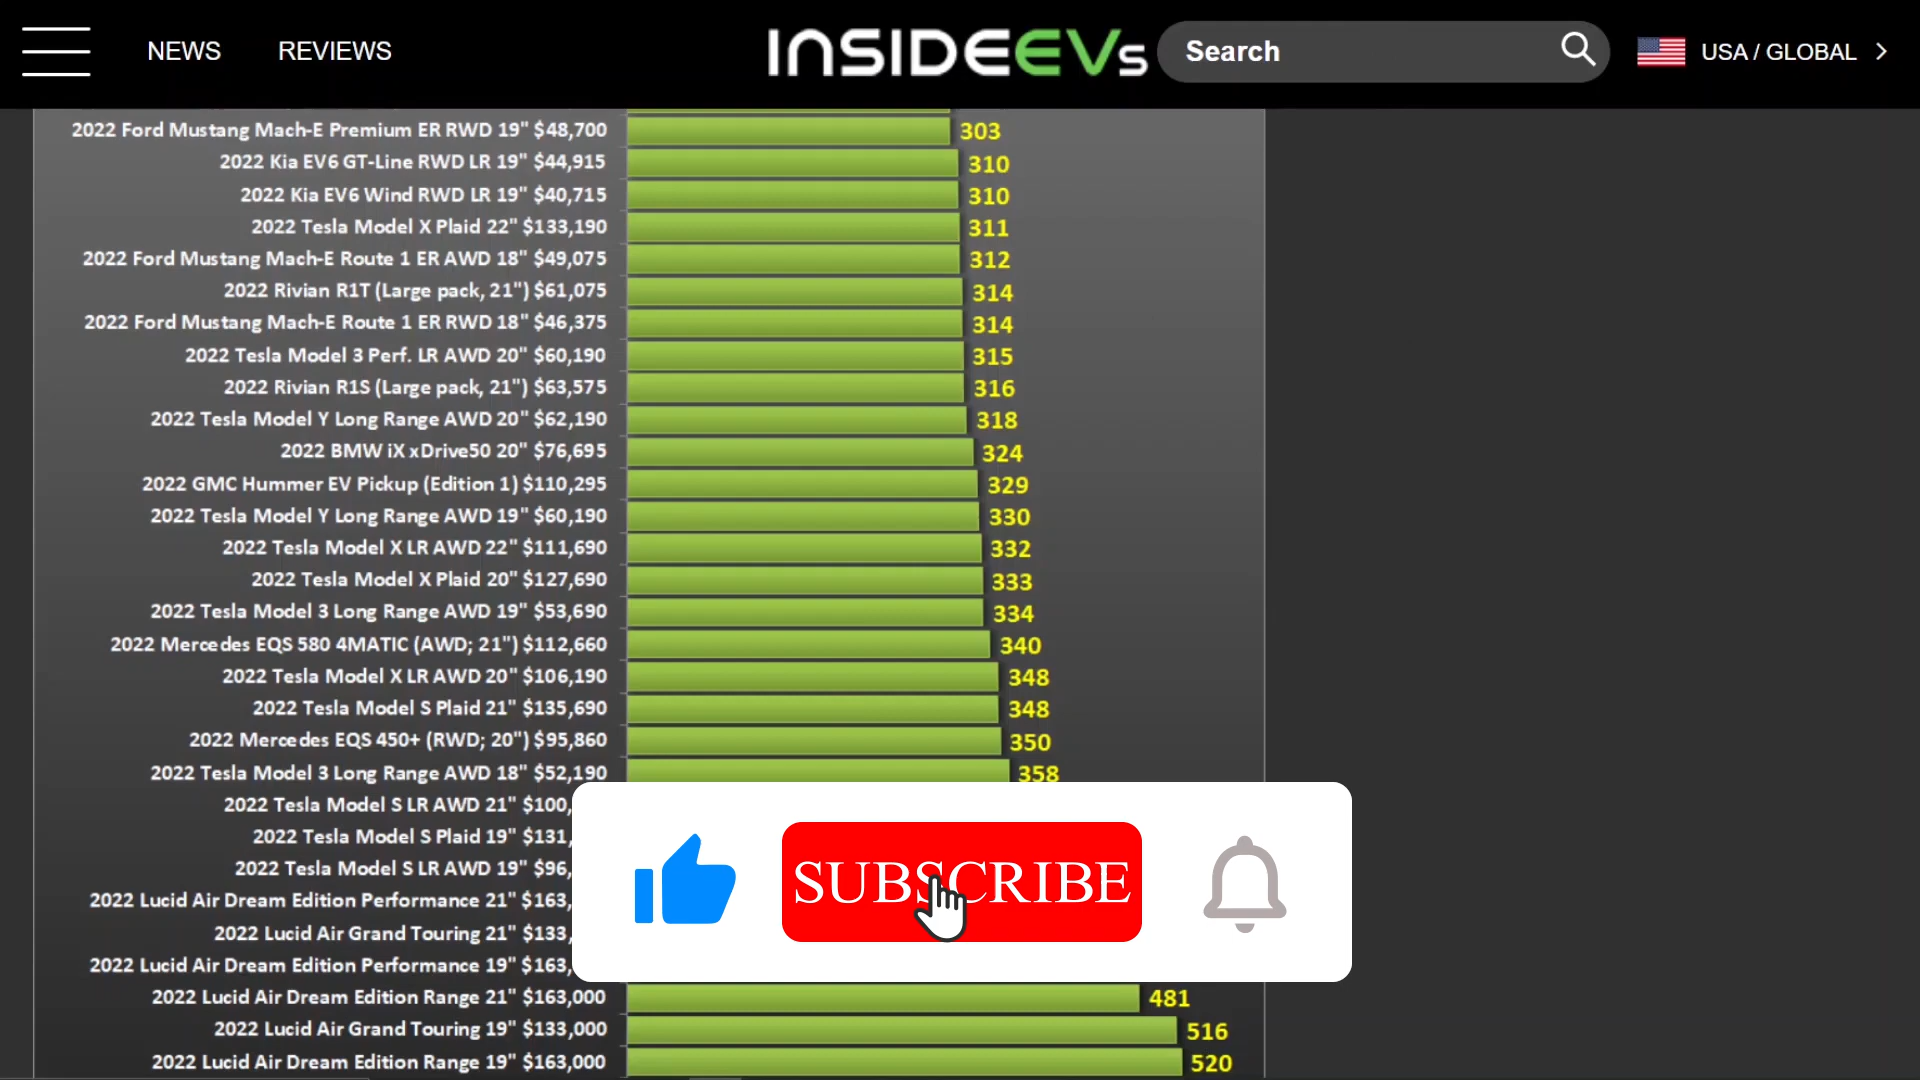 NEWS REVIEWS INSIDEEVs Search USA / GLOBAL
2022 Ford Mustang Mach-E Premium ER RWD 19" $48,700 303
2022 Kia EV6 GT-Line RWD LR 19" $44,915 310
2022 Kia EV6 Wind RWD LR 19" $40,715 310
2022 Tesla Model X Plaid 22" $133,190 311
2022 Ford Mustang Mach-E Route 1 ER AWD 18" $49,075 312
2022 Rivian R1T (Large pack, 21") $61,075 314
2022 Ford Mustang Mach-E Route 1 ER RWD 18" $46,375 314
2022 Tesla Model 3 Perf. LR AWD 20" $60,190 315
2022 Rivian R1S (Large pack, 21") $63,575 316
2022 Tesla Model Y Long Range AWD 20" $62,190 318
2022 BMW iX xDrive50 20" $76,695 324
2022 GMC Hummer EV Pickup (Edition 1) $110,295 329
2022 Tesla Model Y Long Range AWD 19" $60,190 330
2022 Tesla Model X LR AWD 22" $111,690 332
2022 Tesla Model X Plaid 20" $127,690 333
2022 Tesla Model 3 Long Range AWD 19" $53,690 334
2022 Mercedes EQS 580 4MATIC (AWD; 21") $112,660 340
2022 Tesla Model X LR AWD 20" $106,190 348
2022 Tesla Model S Plaid 21" $135,690 348
2022 Mercedes EQS 450+ (RWD; 20") $95,860 350
2022 Tesla Model 3 Long Range AWD 18" $52,190 358
2022 Tesla Model S LR AWD 21" $100,
2022 Tesla Model S Plaid 19" $131,
2022 Tesla Model S LR AWD 19" $96,
SUBSCRIBE
2022 Lucid Air Dream Edition Performance 21" $163,
2022 Lucid Air Grand Touring 21" $133,
2022 Lucid Air Dream Edition Performance 19" $163,
2022 Lucid Air Dream Edition Range 21" $163,000 481
2022 Lucid Air Grand Touring 19" $133,000 516
2022 Lucid Air Dream Edition Range 19" $163,000 520